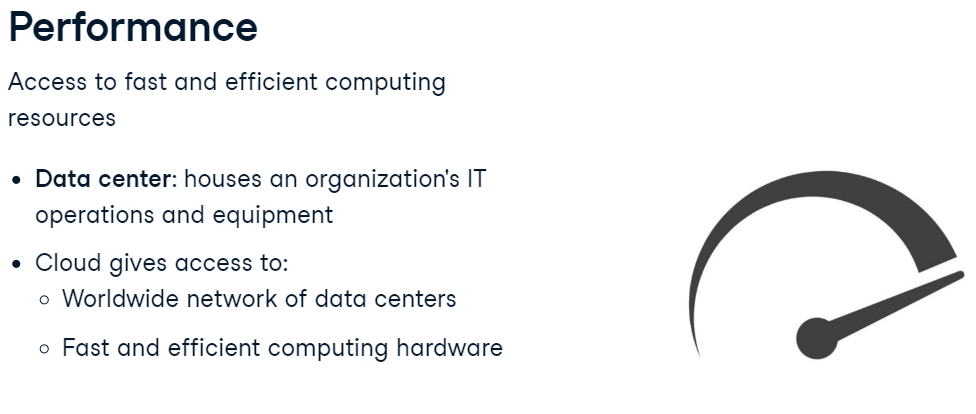 Performance
Access to fast and efficient computing
resources
• Data center: houses an organization's IT
operations and equipment
• Cloud gives access to:
○ Worldwide network of data centers
○ Fast and efficient computing hardware